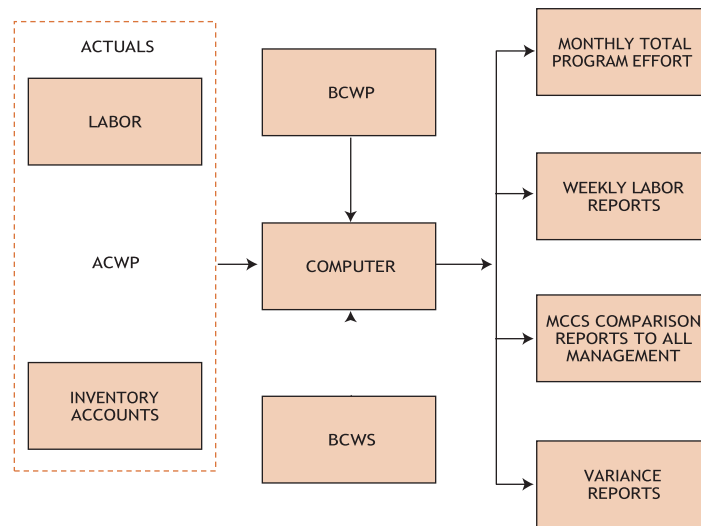 ACTUALS
LABOR
ACWP
INVENTORY
ACCOUNTS
BCWP
COMPUTER
BCWS
MONTHLY TOTAL
PROGRAM EFFORT
WEEKLY LABOR
REPORTS
MCCS COMPARISON
REPORTS TO ALL
MANAGEMENT
VARIANCE
REPORTS